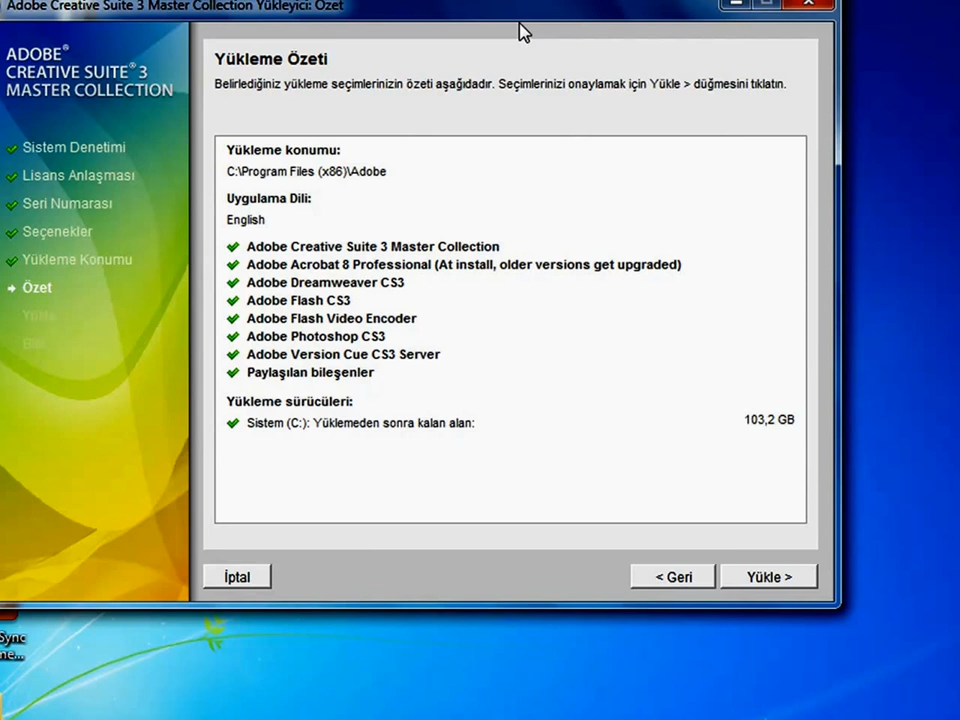 Adobe Creative Suite 3 Master Collection Yükleyici: Özet
ADOBE®
CREATIVE SUITE® 3
MASTER COLLECTION
Sistem Denetimi
Lisans Anlaşması
Seri Numarası
Seçenekler
Yükleme Konumu
Özet
Yükle
Bitir
Yükleme Özeti
Belirlediğiniz yükleme seçimlerinizin özeti aşağıdadır. Seçimlerinizi onaylamak için Yükle > düğmesini tıklatın.
Yükleme konumu:
C:\Program Files (x86)\Adobe
Uygulama Dili:
English
Adobe Creative Suite 3 Master Collection
Adobe Acrobat 8 Professional (At install, older versions get upgraded)
Adobe Dreamweaver CS3
Adobe Flash CS3
Adobe Flash Video Encoder
Adobe Photoshop CS3
Adobe Version Cue CS3 Server
Paylaşılan bileşenler
Yükleme sürücüleri:
Sistem (C:): Yüklemeden sonra kalan alan: 103,2 GB
İptal < Geri Yükle >
Sync
me...